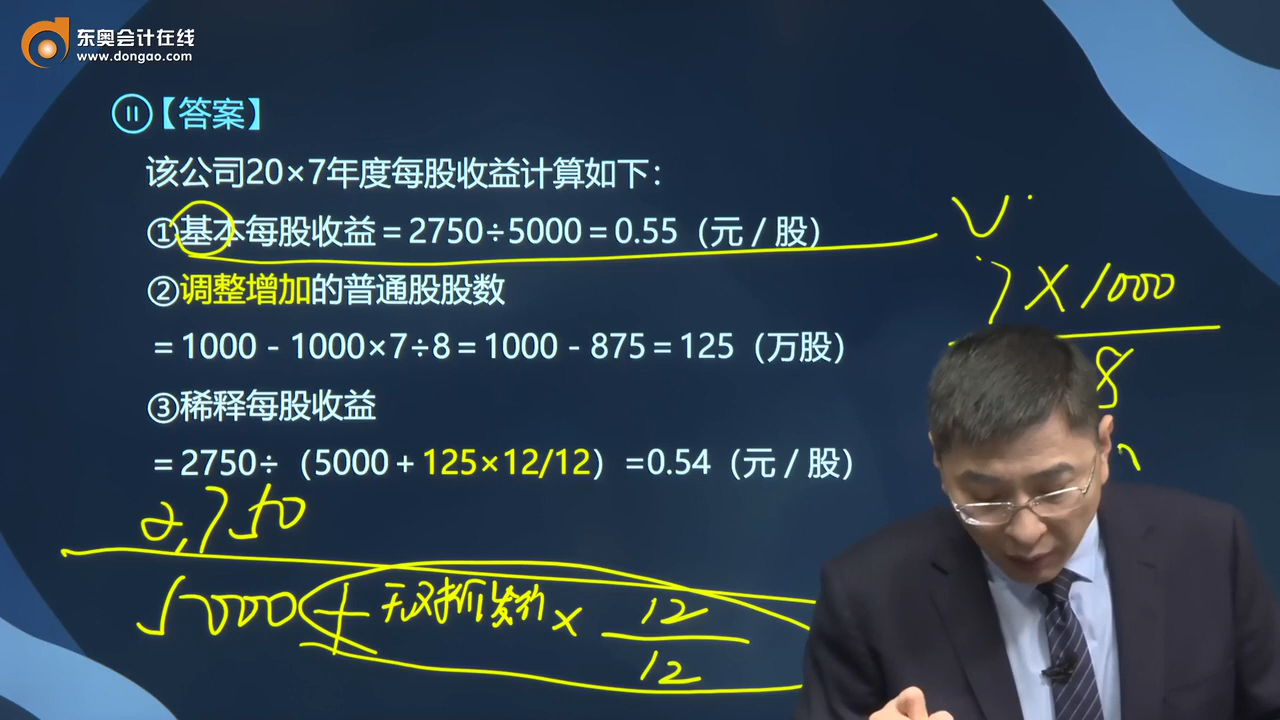 东奥会计在线
www.dongao.com
⑪【答案】
该公司20×7年度每股收益计算如下：
①基本每股收益＝2750÷5000＝0.55（元／股）
②调整增加的普通股股数
＝1000－1000×7÷8＝1000－875＝125（万股）
③稀释每股收益
＝2750÷（5000＋125×12/12）＝0.54（元／股）
7×1000
8
2,750
5000＋无对价发行× 12
12